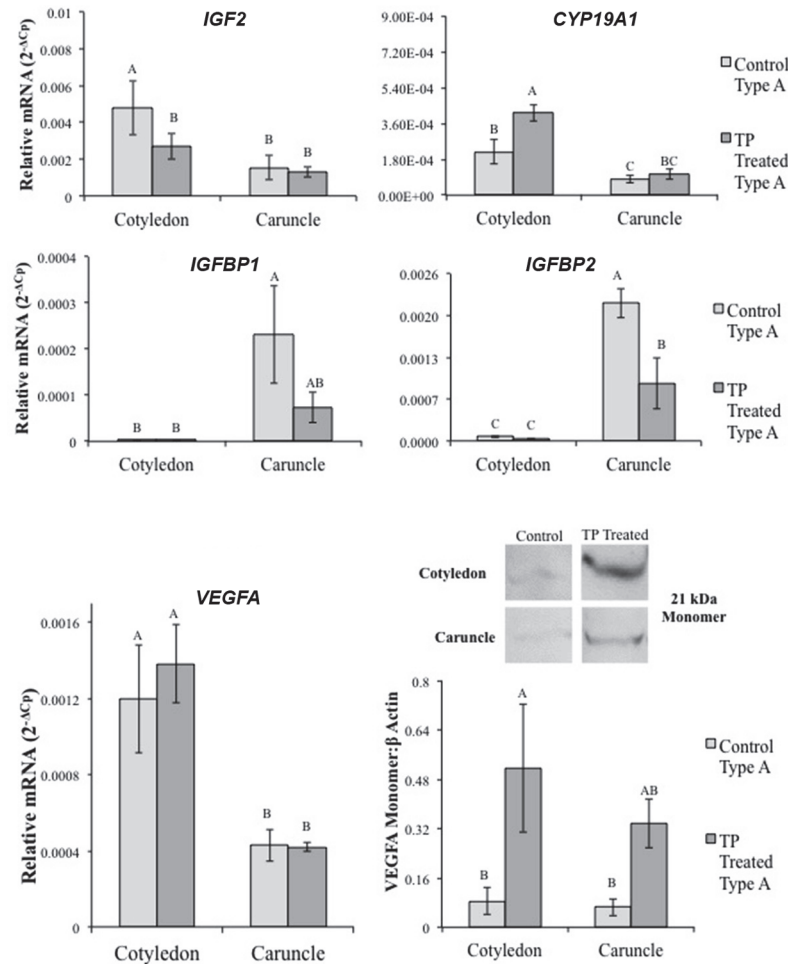 IGF2
CYP19A1
Relative mRNA (2-ΔCp)
0.01
0.008
0.006
0.004
0.002
0
A
B
B
B
Cotyledon
Caruncle
9.00E-04
7.20E-04
5.40E-04
3.60E-04
1.80E-04
0.00E+00
B
A
C
BC
Cotyledon
Caruncle
Control
Type A
TP
Treated
Type A
IGFBP1
IGFBP2
Relative mRNA (2-ΔCp)
0.0004
0.0003
0.0002
0.0001
0
B
B
A
AB
Cotyledon
Caruncle
0.0026
0.0020
0.0013
0.0007
0.0000
C
C
A
B
Cotyledon
Caruncle
Control
Type A
TP
Treated
Type A
VEGFA
Relative mRNA (2-ΔCp)
0.0016
0.0012
0.0008
0.0004
0
A
A
B
B
Cotyledon
Caruncle
Control
TP Treated
Cotyledon
Caruncle
21 kDa
Monomer
VEGFA Monomer:β Actin
0.8
0.64
0.48
0.32
0.16
0
B
A
B
AB
Cotyledon
Caruncle
Control
Type A
TP
Treated
Type A